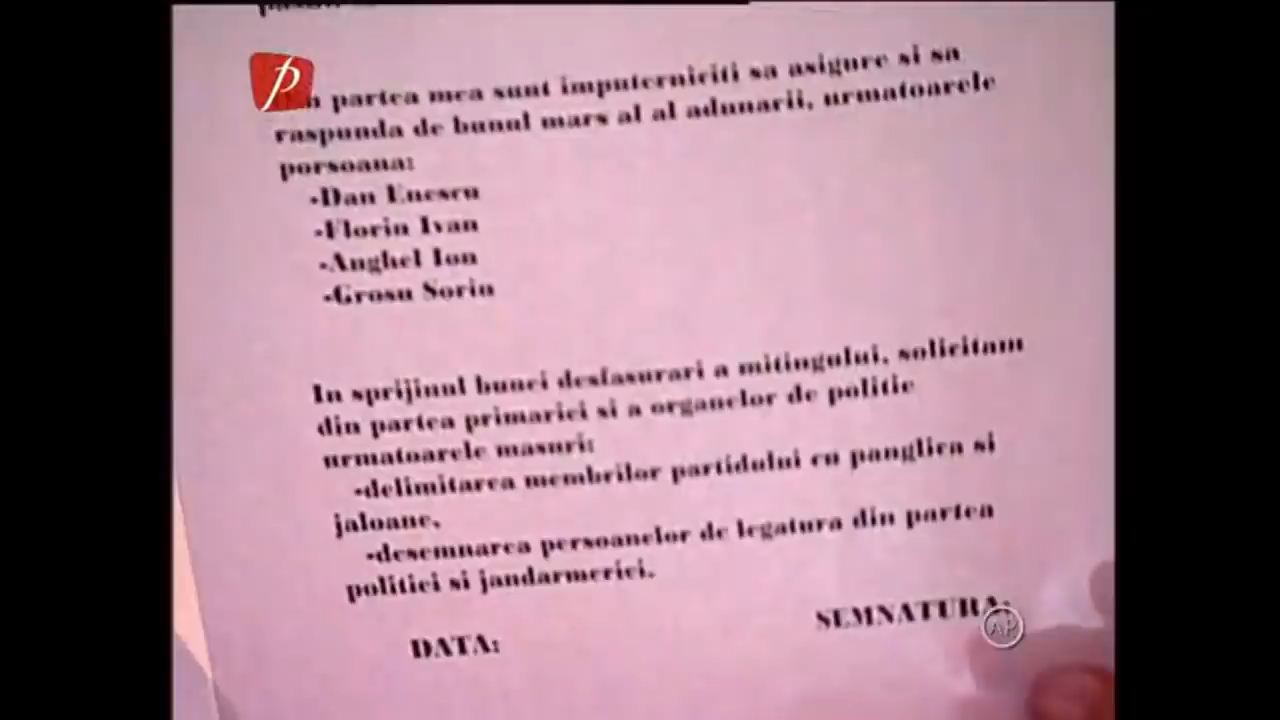 p
n partea mea sunt imputerniciti sa asigure si sa
raspunda de bunul mars al al adunarii, urmatoarele
porsoana:
-Dan Enescu
-Florin Ivan
-Anghel Ion
-Grosu Sorin
In sprijinul bunei desfasurari a mitingului, solicitam
din partea primariei si a organelor de politie
urmatoarele masuri:
-delimitarea membrilor partidului cu panglica si
jaloane.
-desemnarea persoanelor de legatura din partea
politiei si jandarmeriei.
SEMNATURA:
AP
DATA: